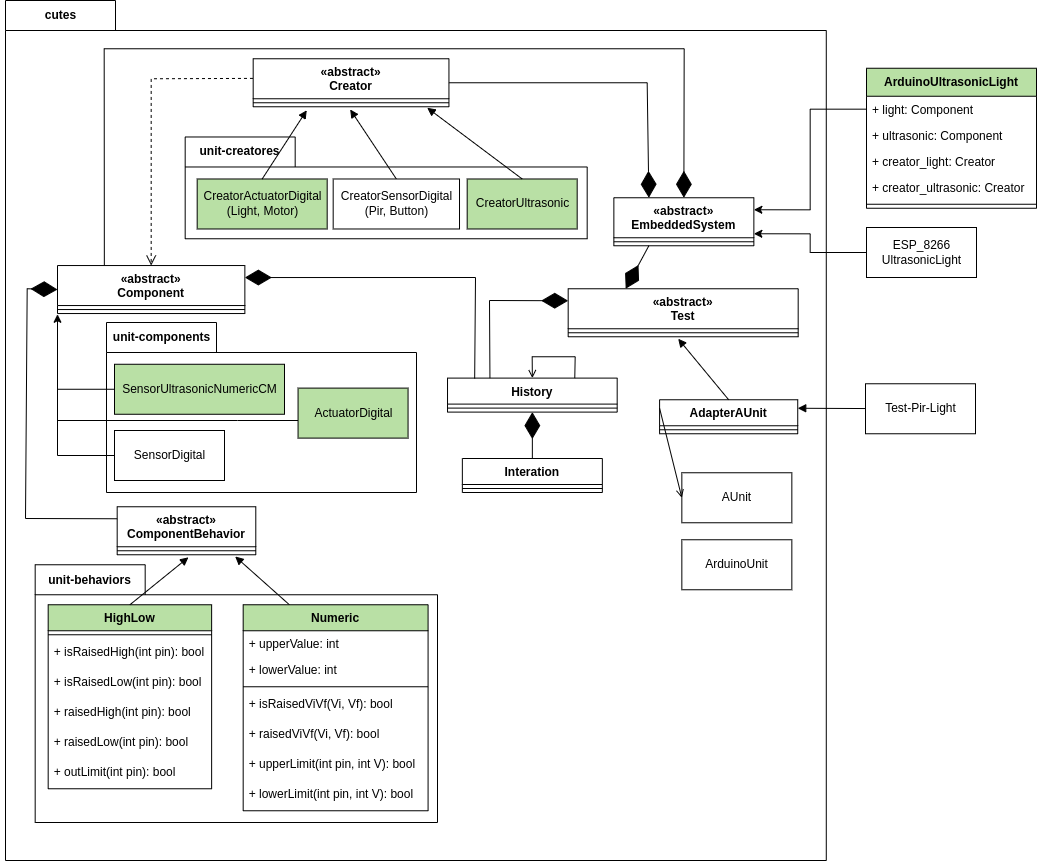 cutes
«abstract»
Creator
unit-creatores
CreatorActuatorDigital
(Light, Motor)
CreatorSensorDigital
(Pir, Button)
CreatorUltrasonic
«abstract»
EmbeddedSystem
ArduinoUltrasonicLight
+ light: Component
+ ultrasonic: Component
+ creator_light: Creator
+ creator_ultrasonic: Creator
ESP_8266
UltrasonicLight
«abstract»
Component
«abstract»
Test
unit-components
SensorUltrasonicNumericCM
ActuatorDigital
SensorDigital
History
Interation
AdapterAUnit
Test-Pir-Light
AUnit
ArduinoUnit
«abstract»
ComponentBehavior
unit-behaviors
HighLow
+ isRaisedHigh(int pin): bool
+ isRaisedLow(int pin): bool
+ raisedHigh(int pin): bool
+ raisedLow(int pin): bool
+ outLimit(int pin): bool
Numeric
+ upperValue: int
+ lowerValue: int
+ isRaisedViVf(Vi, Vf): bool
+ raisedViVf(Vi, Vf): bool
+ upperLimit(int pin, int V): bool
+ lowerLimit(int pin, int V): bool